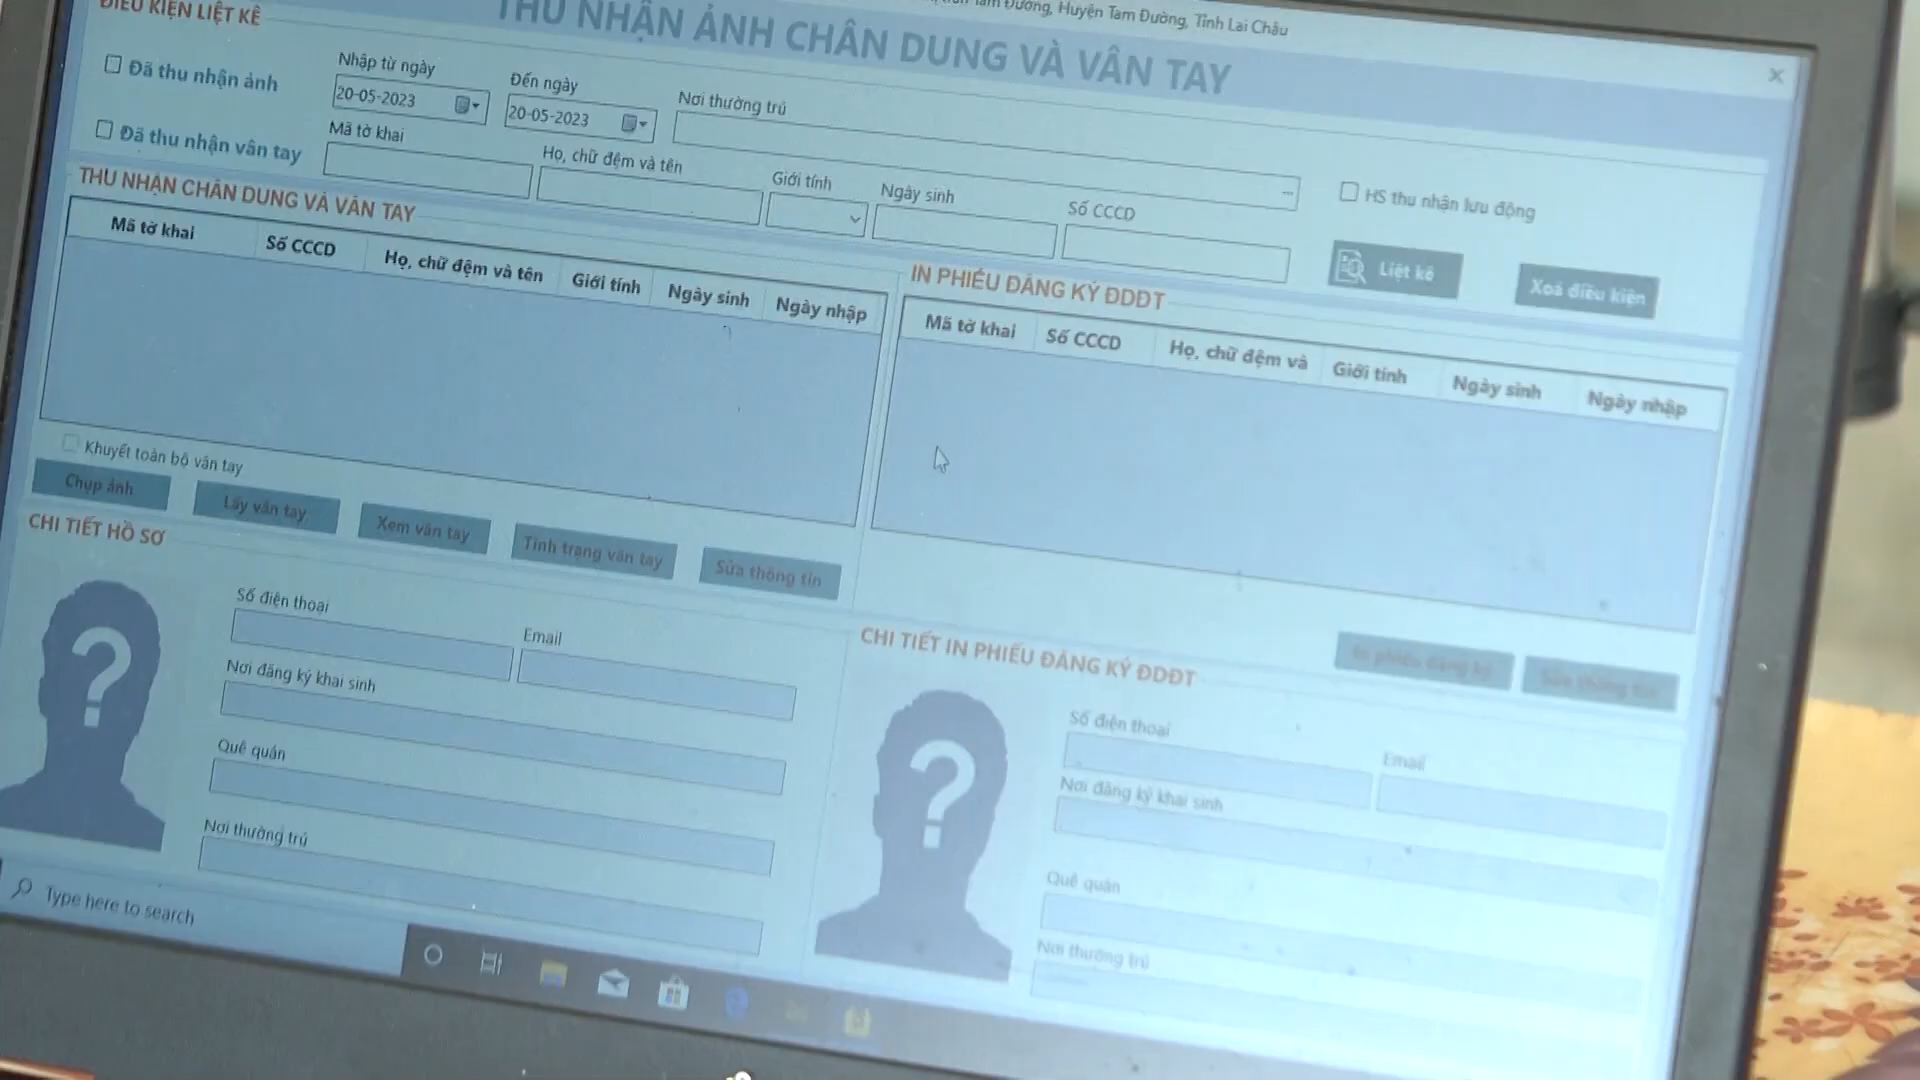 Tam Đường, Huyện Tam Đường, Tỉnh Lai Châu
ĐIỀU KIỆN LIỆT KÊ
THU NHẬN ẢNH CHÂN DUNG VÀ VÂN TAY
Đã thu nhận ảnh
Nhập từ ngày
Đến ngày
Nơi thường trú
20-05-2023
20-05-2023
Đã thu nhận vân tay
Mã tờ khai
Họ, chữ đệm và tên
Giới tính
Ngày sinh
Số CCCD
HS thu nhận lưu động
Liệt kê
Xoá điều kiện
THU NHẬN CHÂN DUNG VÀ VÂN TAY
Mã tờ khai Số CCCD Họ, chữ đệm và tên Giới tính Ngày sinh Ngày nhập
IN PHIẾU ĐĂNG KÝ ĐDĐT
Mã tờ khai Số CCCD Họ, chữ đệm và Giới tính Ngày sinh Ngày nhập
Khuyết toàn bộ vân tay
Chụp ảnh
Lấy vân tay
Xem vân tay
Tình trạng vân tay
Sửa thông tin
CHI TIẾT HỒ SƠ
Số điện thoại
Email
Nơi đăng ký khai sinh
Quê quán
Nơi thường trú
In phiếu đăng ký
Sửa thông tin
CHI TIẾT IN PHIẾU ĐĂNG KÝ ĐDĐT
Số điện thoại
Email
Nơi đăng ký khai sinh
Quê quán
Nơi thường trú
Type here to search